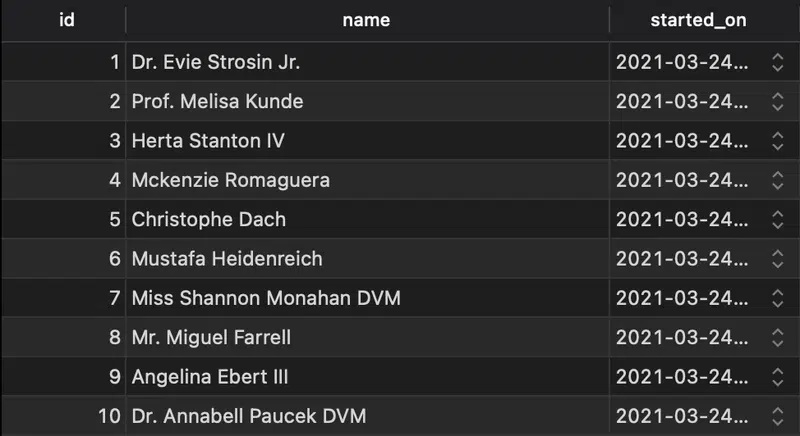 id name started_on
1 Dr. Evie Strosin Jr. 2021-03-24...
2 Prof. Melisa Kunde 2021-03-24...
3 Herta Stanton IV 2021-03-24...
4 Mckenzie Romaguera 2021-03-24...
5 Christophe Dach 2021-03-24...
6 Mustafa Heidenreich 2021-03-24...
7 Miss Shannon Monahan DVM 2021-03-24...
8 Mr. Miguel Farrell 2021-03-24...
9 Angelina Ebert III 2021-03-24...
10 Dr. Annabell Paucek DVM 2021-03-24...